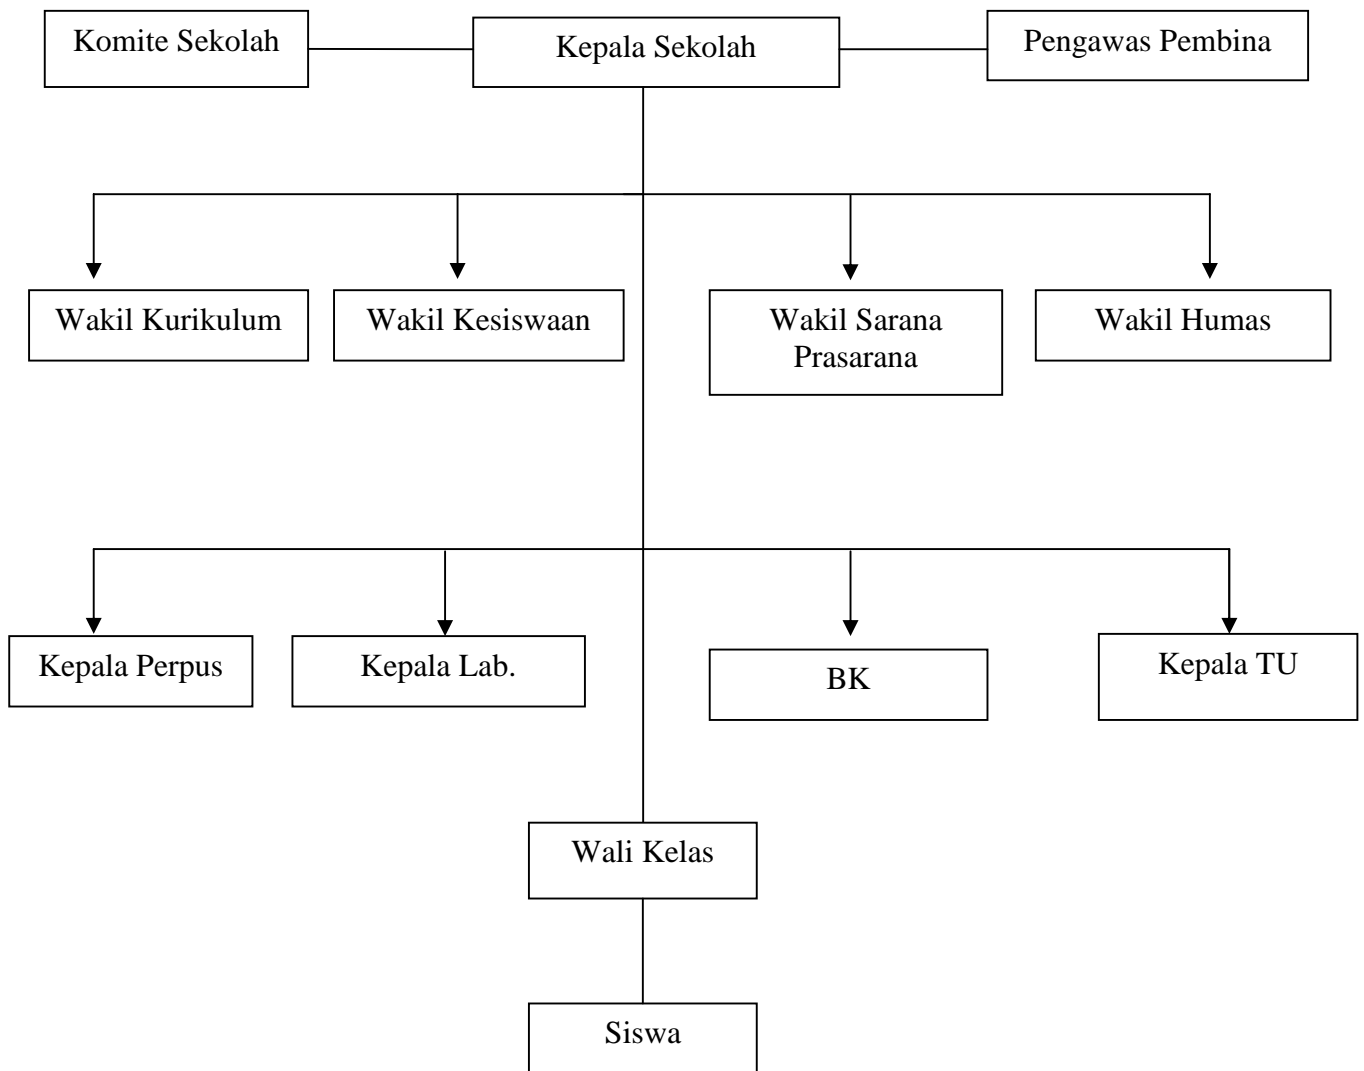 Komite Sekolah
Kepala Sekolah
Pengawas Pembina
Wakil Kurikulum
Wakil Kesiswaan
Wakil Sarana
Prasarana
Wakil Humas
Kepala Perpus
Kepala Lab.
BK
Kepala TU
Wali Kelas
Siswa